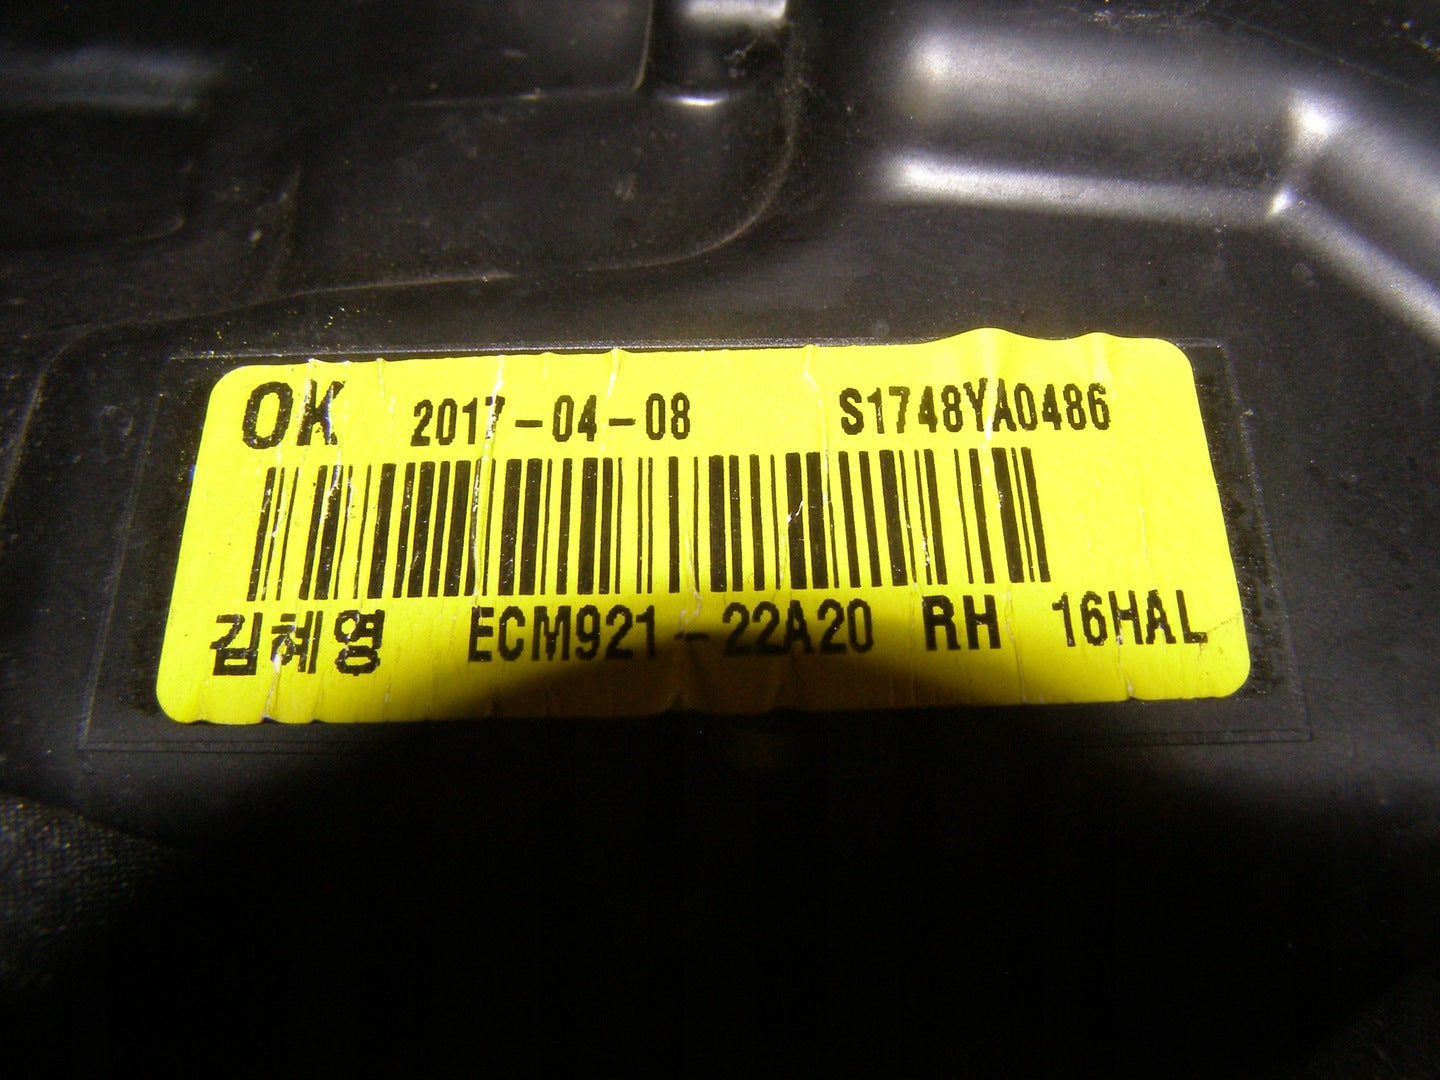 OK 2017-04-08 S1748YA0486
김혜영 ECM921-22A20 RH 16HAL